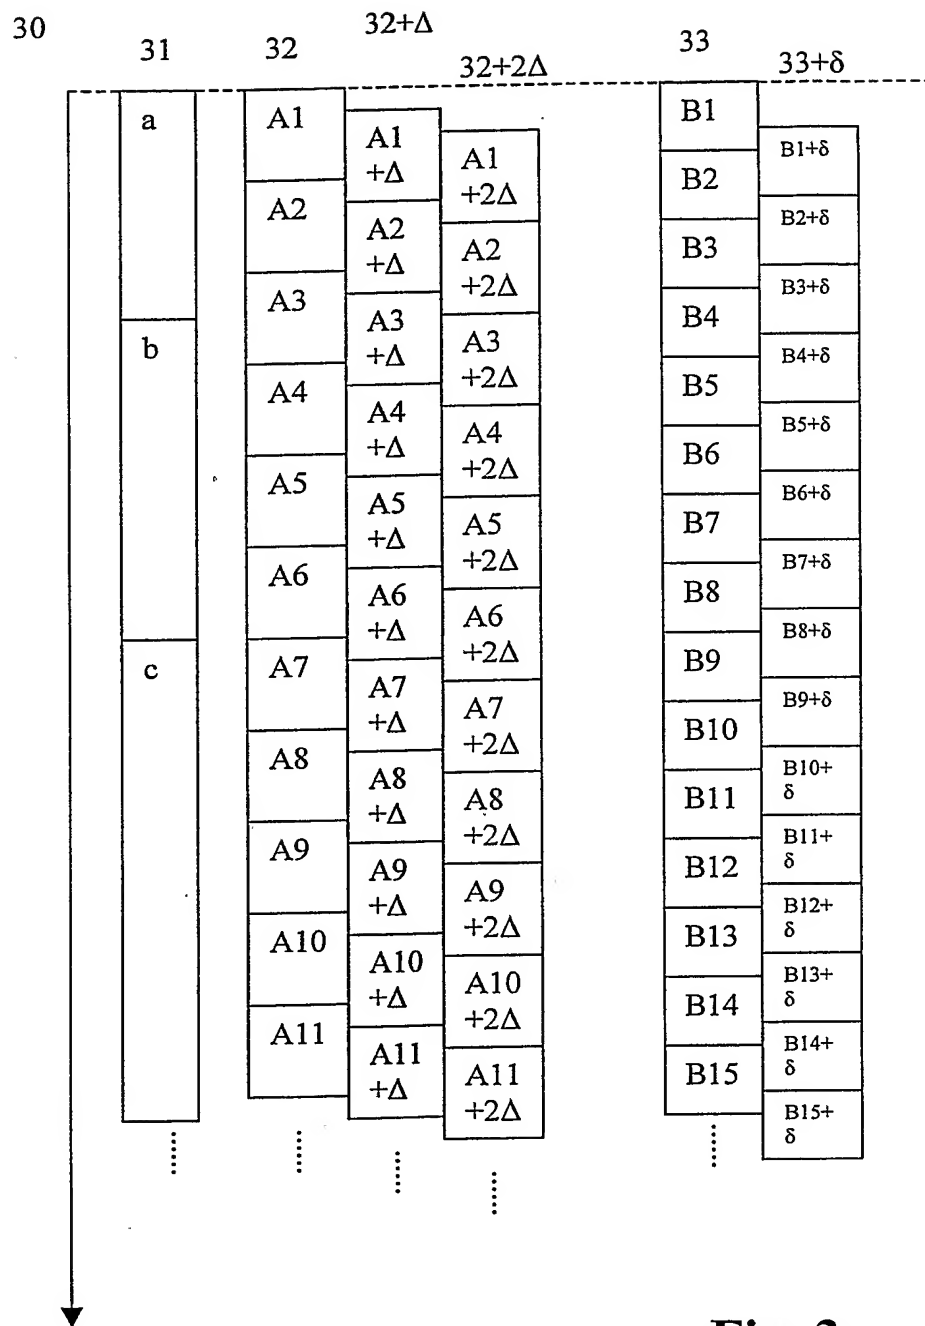 30
31
32
32+Δ
32+2Δ
33
33+δ
a
b
c
A1
A2
A3
A4
A5
A6
A7
A8
A9
A10
A11
A1
+Δ
A2
+Δ
A3
+Δ
A4
+Δ
A5
+Δ
A6
+Δ
A7
+Δ
A8
+Δ
A9
+Δ
A10
+Δ
A11
+Δ
A1
+2Δ
A2
+2Δ
A3
+2Δ
A4
+2Δ
A5
+2Δ
A6
+2Δ
A7
+2Δ
A8
+2Δ
A9
+2Δ
A10
+2Δ
A11
+2Δ
B1
B2
B3
B4
B5
B6
B7
B8
B9
B10
B11
B12
B13
B14
B15
B1+δ
B2+δ
B3+δ
B4+δ
B5+δ
B6+δ
B7+δ
B8+δ
B9+δ
B10+
δ
B11+
δ
B12+
δ
B13+
δ
B14+
δ
B15+
δ